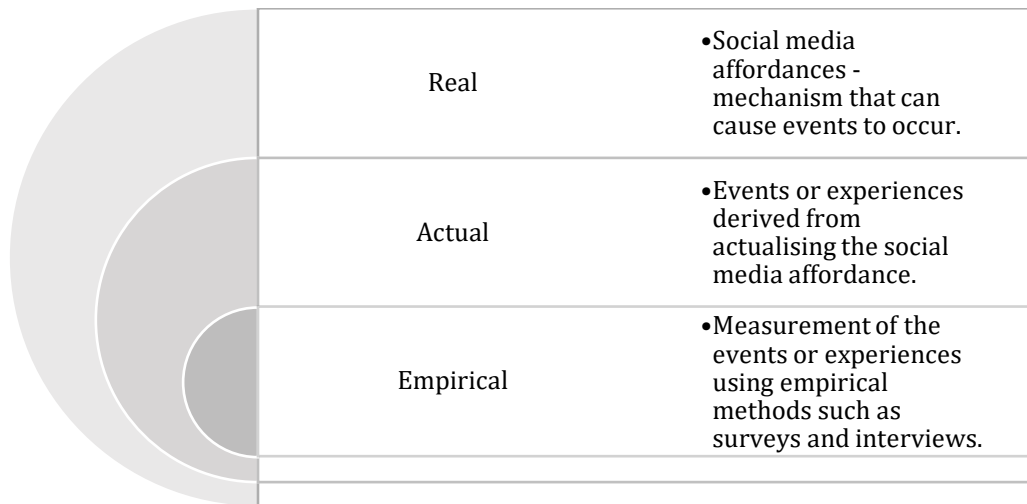 Real
•Social media
affordances -
mechanism that can
cause events to occur.
Actual
•Events or experiences
derived from
actualising the social
media affordance.
Empirical
•Measurement of the
events or experiences
using empirical
methods such as
surveys and interviews.